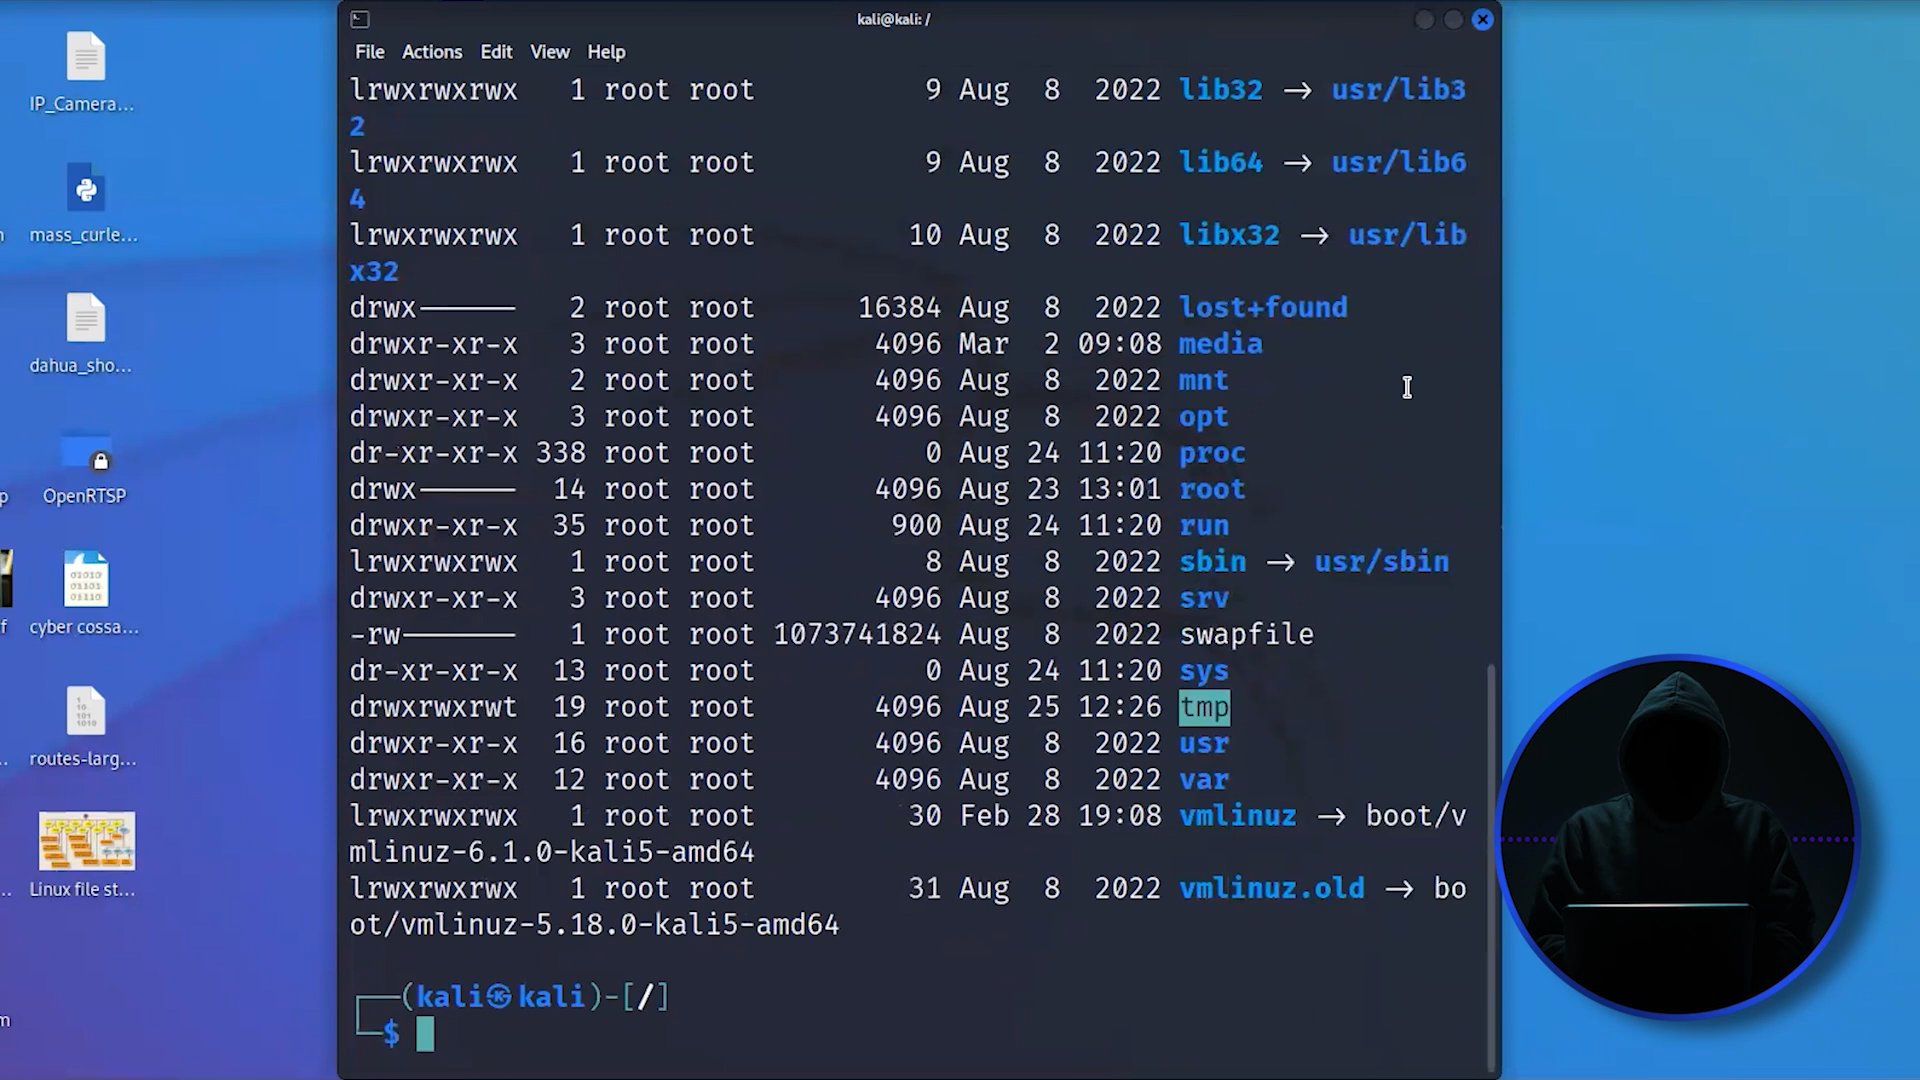 kali@kali: /
File Actions Edit View Help
lrwxrwxrwx 1 root root 9 Aug 8 2022 lib32 → usr/lib3
2
lrwxrwxrwx 1 root root 9 Aug 8 2022 lib64 → usr/lib6
4
lrwxrwxrwx 1 root root 10 Aug 8 2022 libx32 → usr/lib
x32
drwx------ 2 root root 16384 Aug 8 2022 lost+found
drwxr-xr-x 3 root root 4096 Mar 2 09:08 media
drwxr-xr-x 2 root root 4096 Aug 8 2022 mnt
drwxr-xr-x 3 root root 4096 Aug 8 2022 opt
dr-xr-xr-x 338 root root 0 Aug 24 11:20 proc
drwx------ 14 root root 4096 Aug 23 13:01 root
drwxr-xr-x 35 root root 900 Aug 24 11:20 run
lrwxrwxrwx 1 root root 8 Aug 8 2022 sbin → usr/sbin
drwxr-xr-x 3 root root 4096 Aug 8 2022 srv
-rw------- 1 root root 1073741824 Aug 8 2022 swapfile
dr-xr-xr-x 13 root root 0 Aug 24 11:20 sys
drwxrwxrwt 19 root root 4096 Aug 25 12:26 tmp
drwxr-xr-x 16 root root 4096 Aug 8 2022 usr
drwxr-xr-x 12 root root 4096 Aug 8 2022 var
lrwxrwxrwx 1 root root 30 Feb 28 19:08 vmlinuz → boot/v
mlinuz-6.1.0-kali5-amd64
lrwxrwxrwx 1 root root 31 Aug 8 2022 vmlinuz.old → bo
ot/vmlinuz-5.18.0-kali5-amd64
┌──(kali㉿kali)-[/]
└─$
IP_Camera...
mass_curle...
dahua_sho...
OpenRTSP
01010
01101
01110
cyber cossa...
1
10
101
1010
routes-larg...
Linux file st...